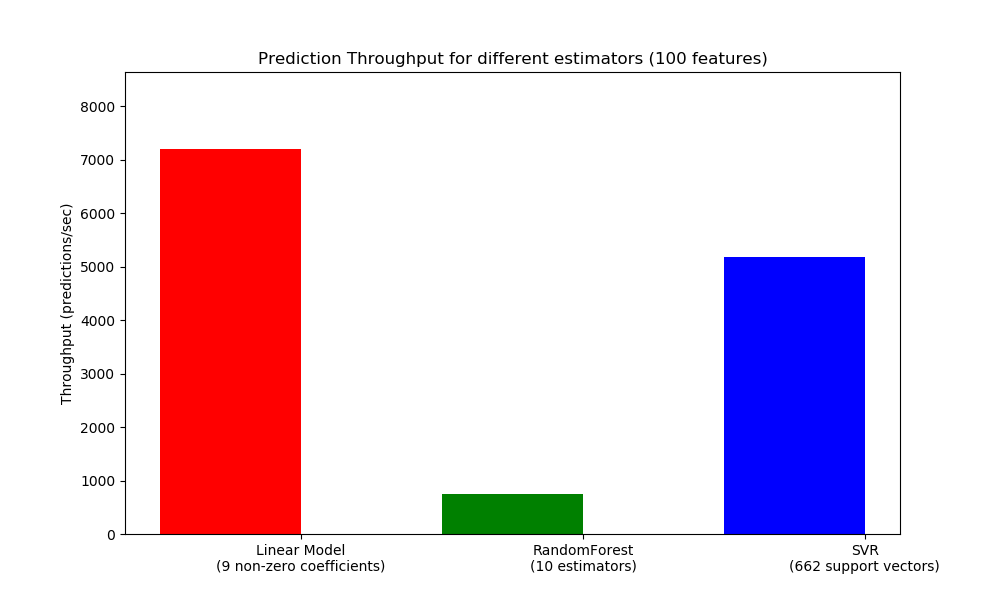 Prediction Throughput for different estimators (100 features)
Throughput (predictions/sec)
8000
7000
6000
5000
4000
3000
2000
1000
0
Linear Model
(9 non-zero coefficients)
RandomForest
(10 estimators)
SVR
(662 support vectors)